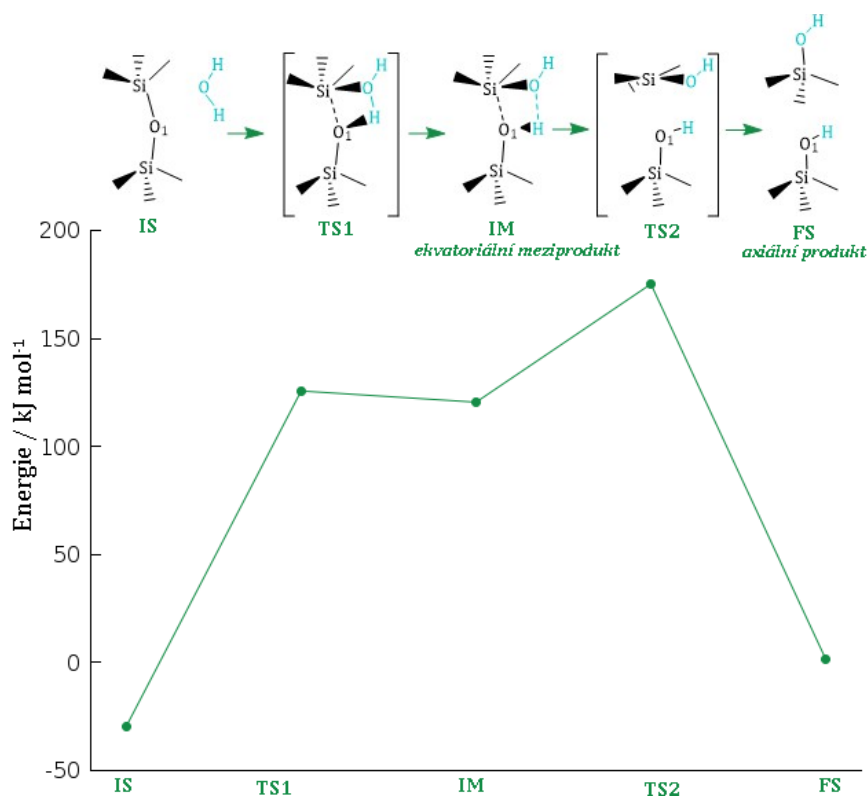 H
O
H
Si
O
H
Si
O
H
Si
O
H
Si
O
H
Si
O₁
H
O₁
H
O₁
H
O₁
H
O₁
Si
Si
Si
Si
Si
IS
TS1
IM
TS2
FS
ekvatoriální meziprodukt
axiální produkt
200
150
100
50
0
-50
Energie / kJ mol⁻¹
IS
TS1
IM
TS2
FS